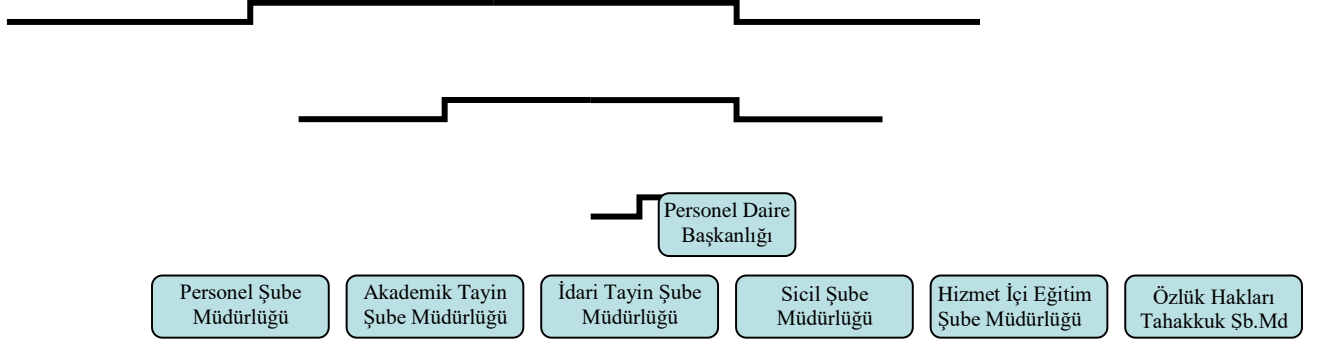 Personel Daire
Başkanlığı
Personel Şube
Müdürlüğü
Akademik Tayin
Şube Müdürlüğü
İdari Tayin Şube
Müdürlüğü
Sicil Şube
Müdürlüğü
Hizmet İçi Eğitim
Şube Müdürlüğü
Özlük Hakları
Tahakkuk Şb.Md